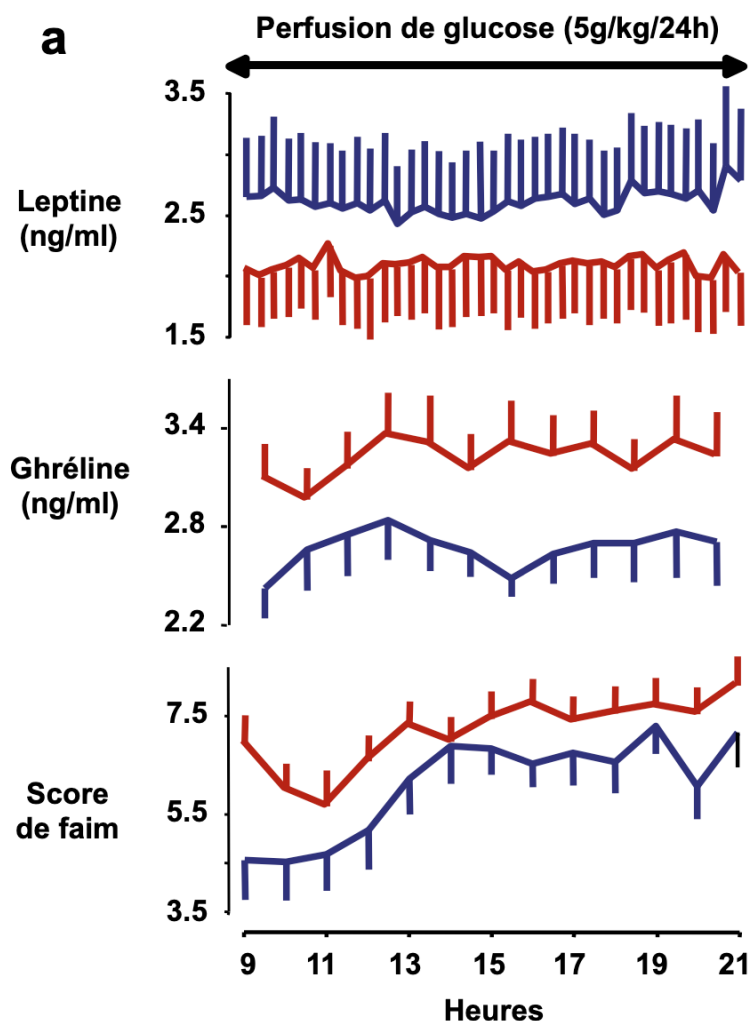 a
Perfusion de glucose (5g/kg/24h)
3.5
Leptine
(ng/ml)
2.5
1.5
3.4
Ghréline
(ng/ml)
2.8
2.2
7.5
Score
de faim
5.5
3.5
9 11 13 15 17 19 21
Heures